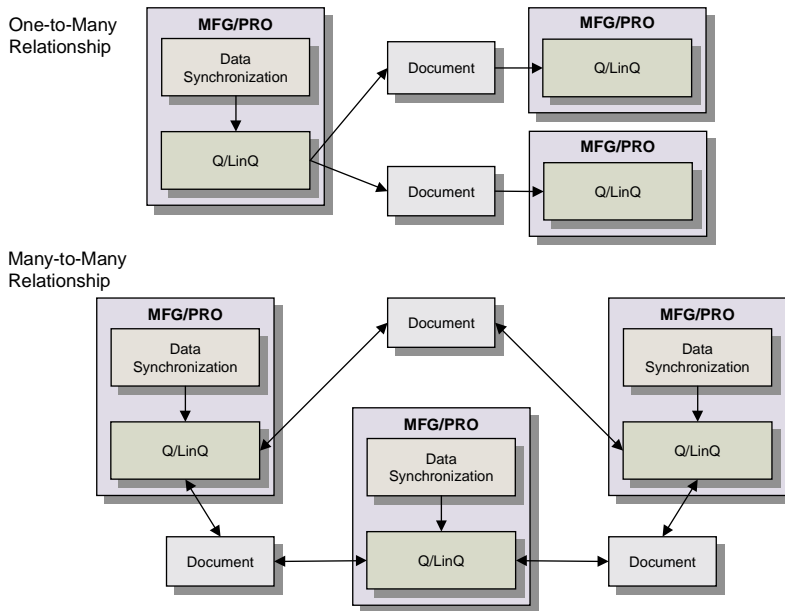 One-to-Many
Relationship
MFG/PRO
Data
Synchronization
Q/LinQ
Document
MFG/PRO
Q/LinQ
Document
MFG/PRO
Q/LinQ
Many-to-Many
Relationship
MFG/PRO
Data
Synchronization
Q/LinQ
Document
MFG/PRO
Data
Synchronization
Q/LinQ
MFG/PRO
Data
Synchronization
Q/LinQ
Document
Document